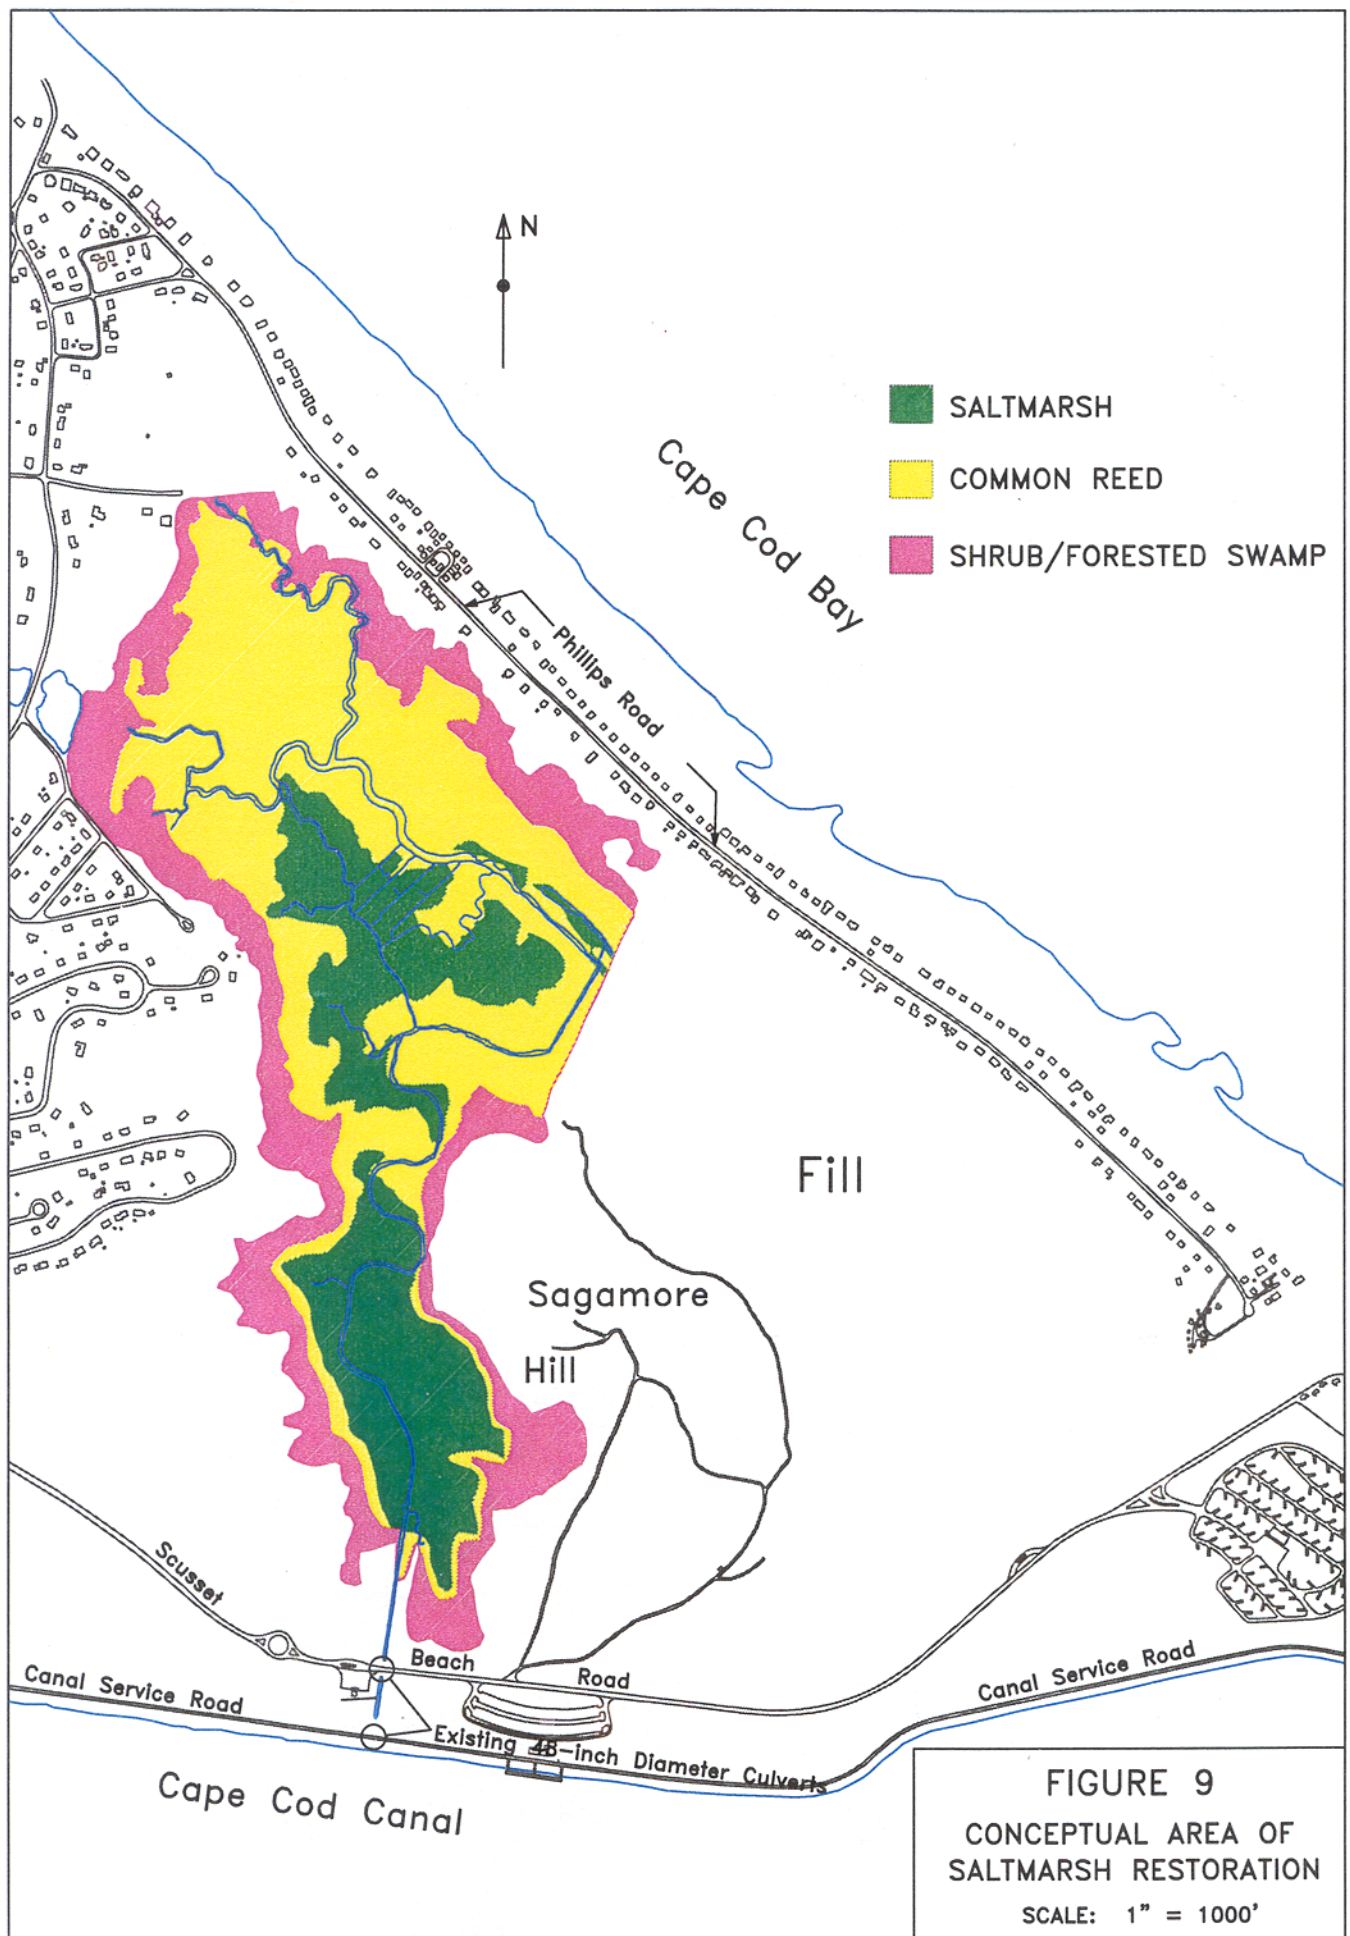 N
SALTMARSH
COMMON REED
SHRUB/FORESTED SWAMP
Cape Cod Bay
Phillips Road
Fill
Sagamore
Hill
Scusset
Beach
Road
Canal Service Road
Canal Service Road
Existing 48-inch Diameter Culverts
Cape Cod Canal
FIGURE 9
CONCEPTUAL AREA OF
SALTMARSH RESTORATION
SCALE: 1" = 1000'